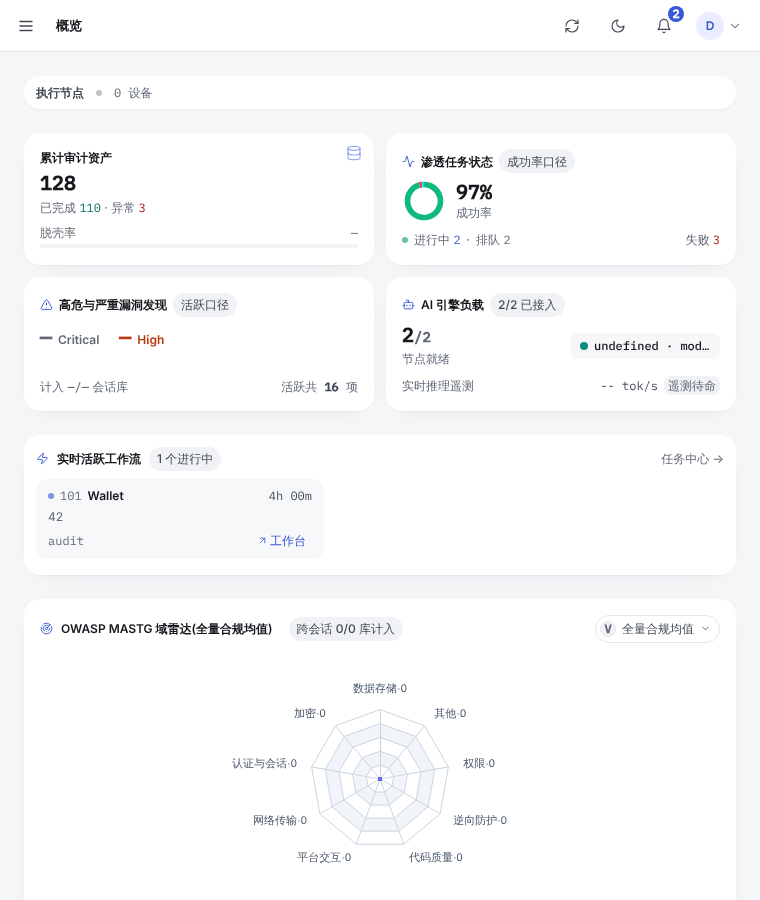 概览
2
D
执行节点 0 设备
累计审计资产
128
已完成 110 · 异常 3
脱壳率 —
渗透任务状态 成功率口径
97%
成功率
进行中 2 · 排队 2 失败 3
高危与严重漏洞发现 活跃口径
— Critical — High
计入 —/— 会话库 活跃共 16 项
AI 引擎负载 2/2 已接入
2/2
节点就绪
undefined · mod…
实时推理遥测 -- tok/s 遥测待命
实时活跃工作流 1 个进行中 任务中心 →
101 Wallet 4h 00m
42
audit 工作台
OWASP MASTG 域雷达(全量合规均值) 跨会话 0/0 库计入 V 全量合规均值
数据存储·0
加密·0 其他·0
认证与会话·0 权限·0
网络传输·0 逆向防护·0
平台交互·0 代码质量·0